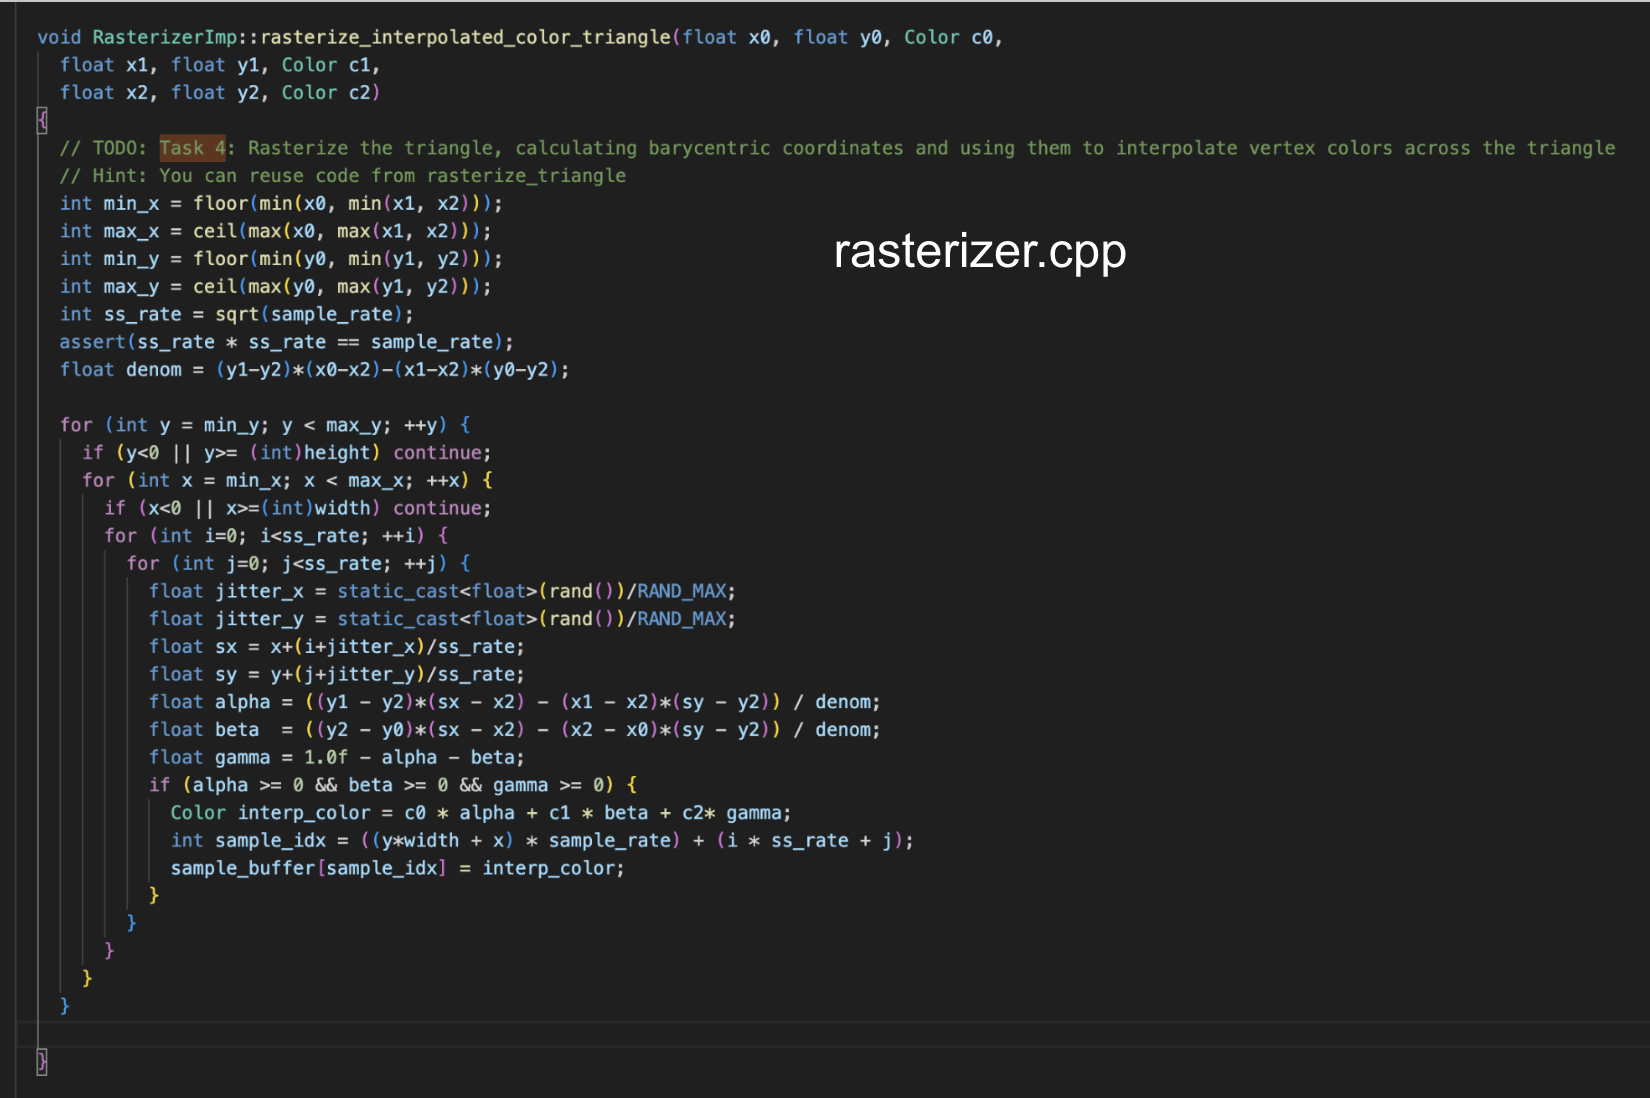 void RasterizerImp::rasterize_interpolated_color_triangle(float x0, float y0, Color c0,
  float x1, float y1, Color c1,
  float x2, float y2, Color c2)
{
  // TODO: Task 4: Rasterize the triangle, calculating barycentric coordinates and using them to interpolate vertex colors across the triangle
  // Hint: You can reuse code from rasterize_triangle
  int min_x = floor(min(x0, min(x1, x2)));
  int max_x = ceil(max(x0, max(x1, x2)));
rasterizer.cpp
  int min_y = floor(min(y0, min(y1, y2)));
  int max_y = ceil(max(y0, max(y1, y2)));
  int ss_rate = sqrt(sample_rate);
  assert(ss_rate * ss_rate == sample_rate);
  float denom = (y1-y2)*(x0-x2)-(x1-x2)*(y0-y2);
  for (int y = min_y; y < max_y; ++y) {
    if (y<0 || y>= (int)height) continue;
    for (int x = min_x; x < max_x; ++x) {
      if (x<0 || x>=(int)width) continue;
      for (int i=0; i<ss_rate; ++i) {
        for (int j=0; j<ss_rate; ++j) {
          float jitter_x = static_cast<float>(rand())/RAND_MAX;
          float jitter_y = static_cast<float>(rand())/RAND_MAX;
          float sx = x+(i+jitter_x)/ss_rate;
          float sy = y+(j+jitter_y)/ss_rate;
          float alpha = ((y1 - y2)*(sx - x2) - (x1 - x2)*(sy - y2)) / denom;
          float beta  = ((y2 - y0)*(sx - x2) - (x2 - x0)*(sy - y2)) / denom;
          float gamma = 1.0f - alpha - beta;
          if (alpha >= 0 && beta >= 0 && gamma >= 0) {
            Color interp_color = c0 * alpha + c1 * beta + c2* gamma;
            int sample_idx = ((y*width + x) * sample_rate) + (i * ss_rate + j);
            sample_buffer[sample_idx] = interp_color;
          }
        }
      }
    }
  }
}